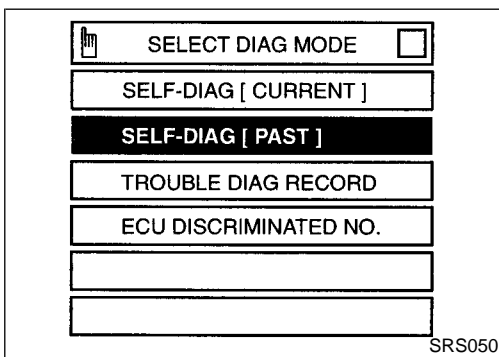 SELECT DIAG MODE
SELF-DIAG [ CURRENT ]
SELF-DIAG [ PAST ]
TROUBLE DIAG RECORD
ECU DISCRIMINATED NO.
SRS050